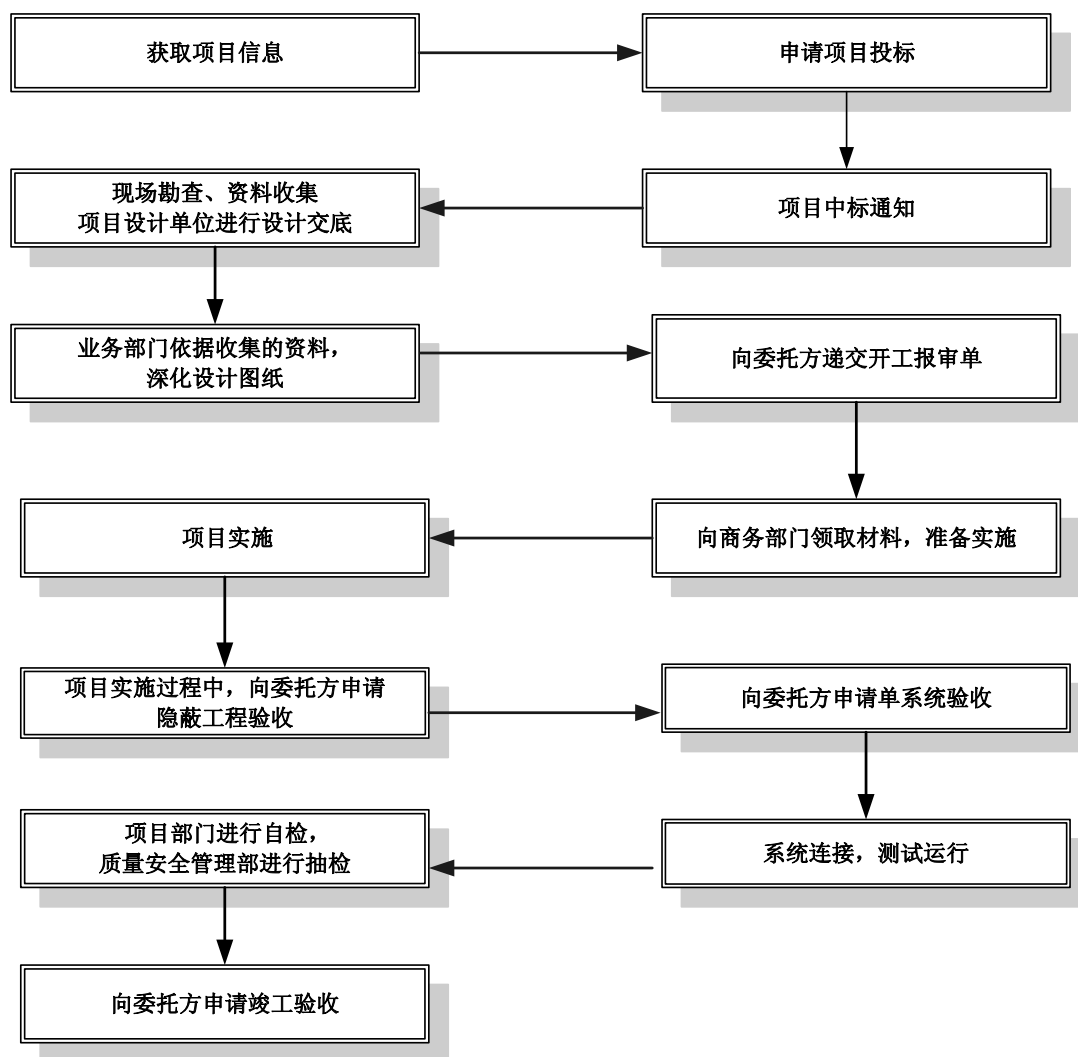 获取项目信息
申请项目投标
项目中标通知
现场勘查、资料收集
项目设计单位进行设计交底
业务部门依据收集的资料，
深化设计图纸
向委托方递交开工报审单
向商务部门领取材料，准备实施
项目实施
项目实施过程中，向委托方申请
隐蔽工程验收
向委托方申请单系统验收
系统连接，测试运行
项目部门进行自检，
质量安全管理部进行抽检
向委托方申请竣工验收